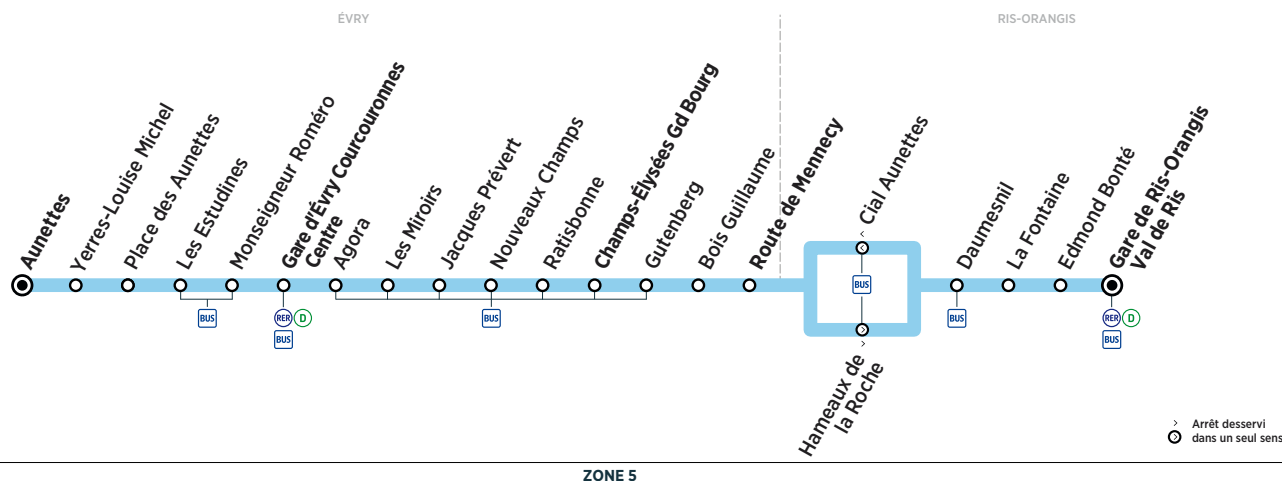 ÉVRY
RIS-ORANGIS
Aunettes
Yerres-Louise Michel
Place des Aunettes
Les Estudines
Monseigneur Roméro
Gare d'Évry Courcouronnes
Centre
Agora
Les Miroirs
Jacques Prévert
Nouveaux Champs
Ratisbonne
Champs-Élysées Gd Bourg
Gutenberg
Bois Guillaume
Route de Mennecy
Cial Aunettes
Hameaux de
la Roche
Daumesnil
La Fontaine
Edmond Bonté
Gare de Ris-Orangis
Val de Ris
BUS
RER D
BUS
BUS
BUS
BUS
RER D
BUS
Arrêt desservi
dans un seul sens
ZONE 5